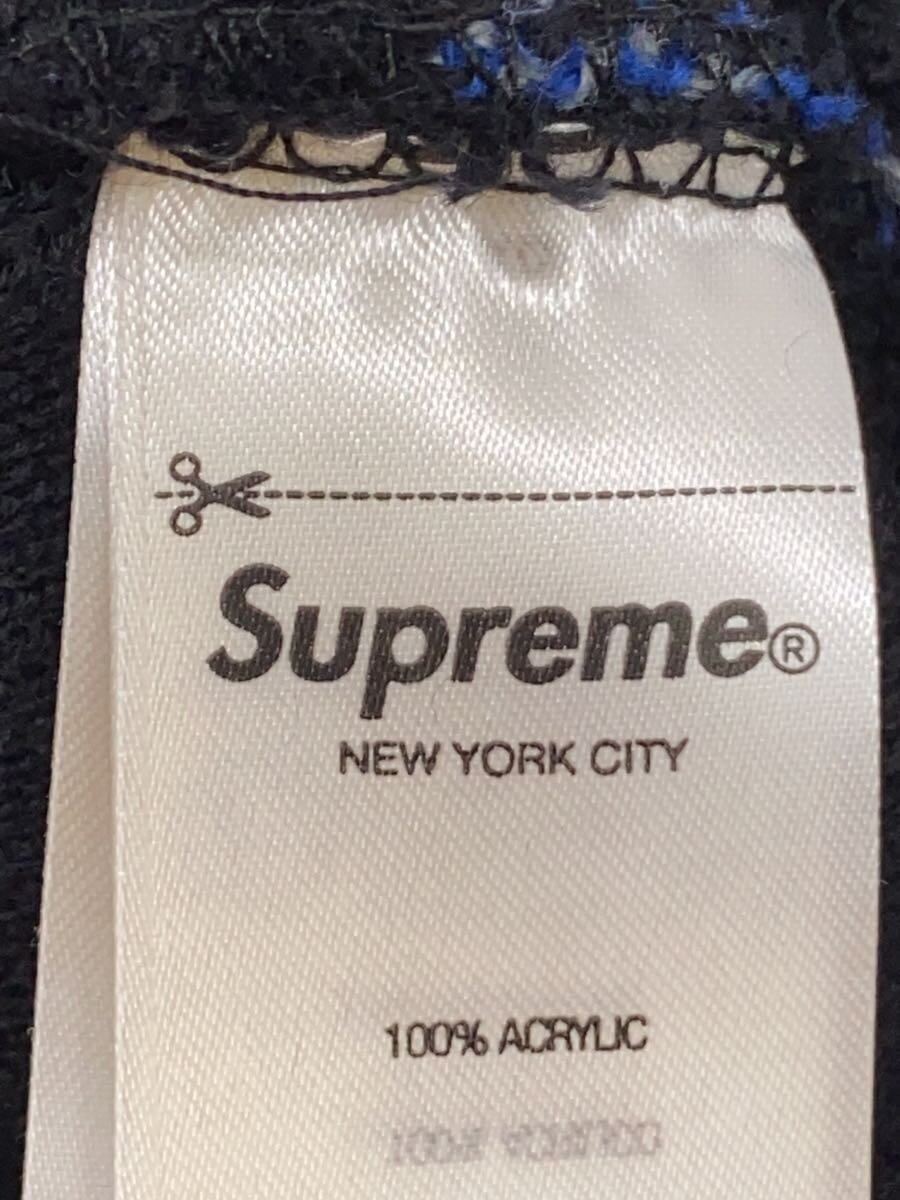 Supreme®
NEW YORK CITY
100% ACRYLIC